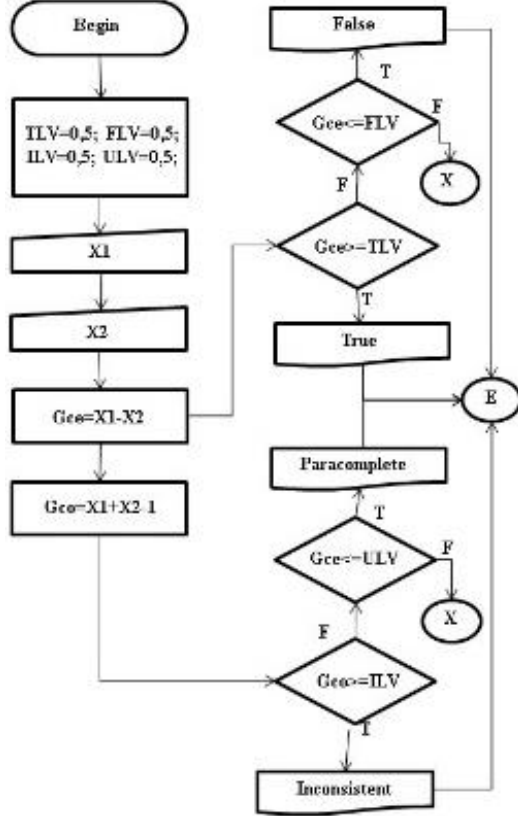 Begin
TLV=0,5; FLV=0,5;
ILV=0,5; ULV=0,5;
X1
X2
Gce=X1-X2
Gco=X1+X2-1
False
T
Gce<=FLV
F
X
F
Gce>=TLV
T
True
E
Paracomplete
T
Gce<=ULV
F
X
F
Gco>=ILV
T
Inconsistent